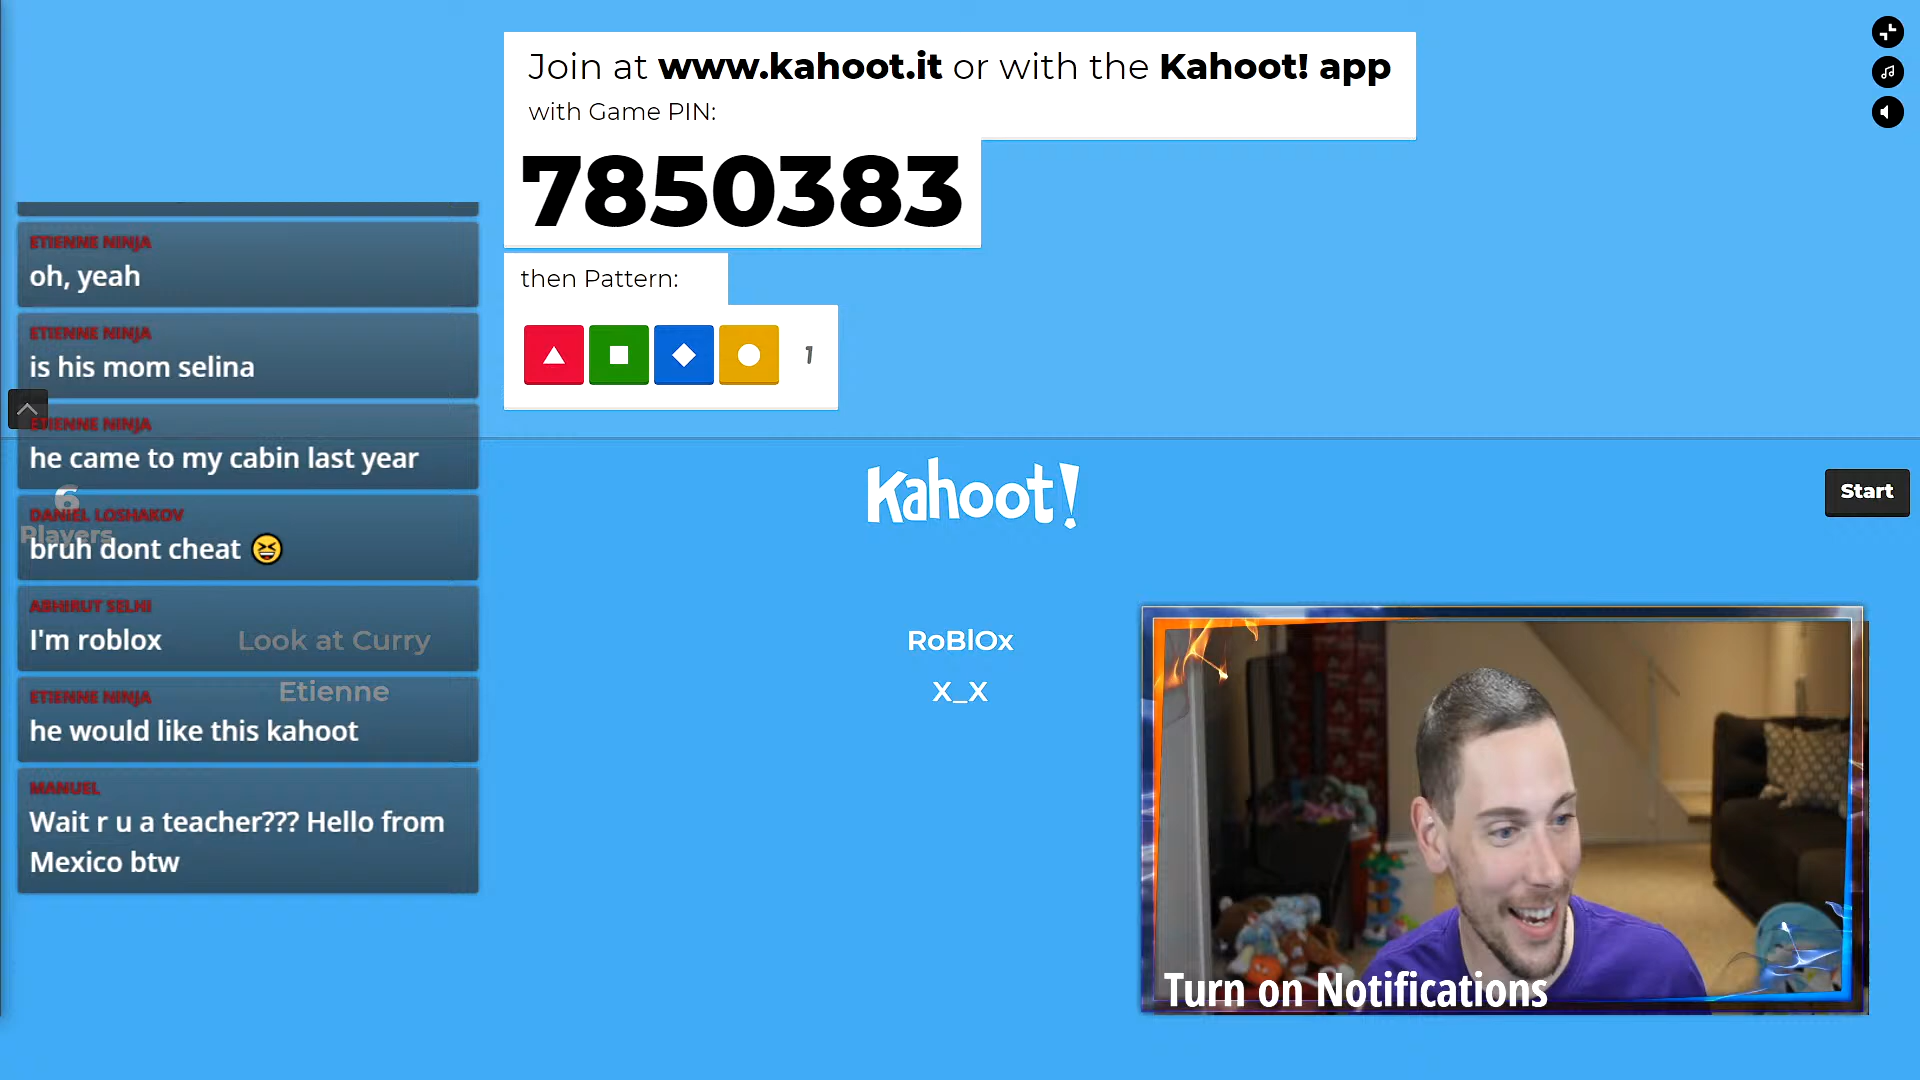 Join at www.kahoot.it or with the Kahoot! app
with Game PIN:
7850383
then Pattern:
1
ETIENNE NINJA
oh, yeah
ETIENNE NINJA
is his mom selina
ETIENNE NINJA
he came to my cabin last year
6
Players
DANIEL LOSHAKOV
bruh dont cheat 😆
ABHIRUT SELHI
I'm roblox
Look at Curry
ETIENNE NINJA
Etienne
he would like this kahoot
MANUEL
Wait r u a teacher??? Hello from
Mexico btw
Kahoot!
Start
RoBlOx
X_X
Turn on Notifications